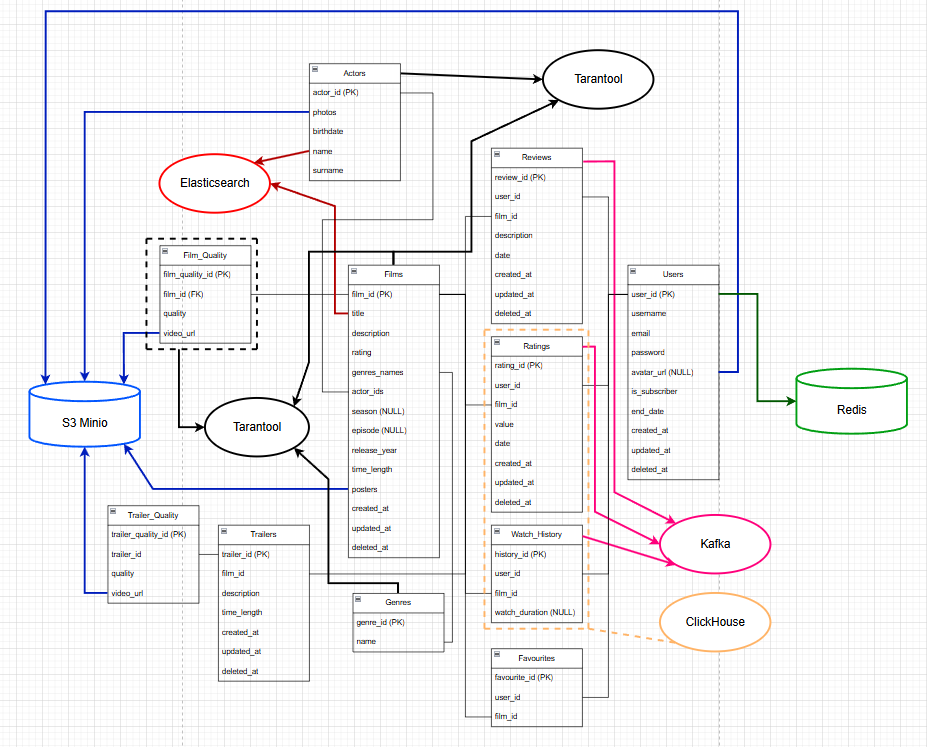 Actors
actor_id (PK)
photos
birthdate
name
surname
Tarantool
Elasticsearch
Reviews
review_id (PK)
user_id
film_id
description
date
created_at
updated_at
deleted_at
Film_Quality
film_quality_id (PK)
film_id (FK)
quality
video_url
Films
film_id (PK)
title
description
rating
genres_names
actor_ids
season (NULL)
episode (NULL)
release_year
time_length
posters
created_at
updated_at
deleted_at
Users
user_id (PK)
username
email
password
avatar_url (NULL)
is_subscriber
end_date
created_at
updated_at
deleted_at
Ratings
rating_id (PK)
user_id
film_id
value
date
created_at
updated_at
deleted_at
S3 Minio
Tarantool
Redis
Trailer_Quality
trailer_quality_id (PK)
trailer_id
quality
video_url
Trailers
trailer_id (PK)
film_id
description
time_length
created_at
updated_at
deleted_at
Watch_History
history_id (PK)
user_id
film_id
watch_duration (NULL)
Kafka
Genres
genre_id (PK)
name
ClickHouse
Favourites
favourite_id (PK)
user_id
film_id